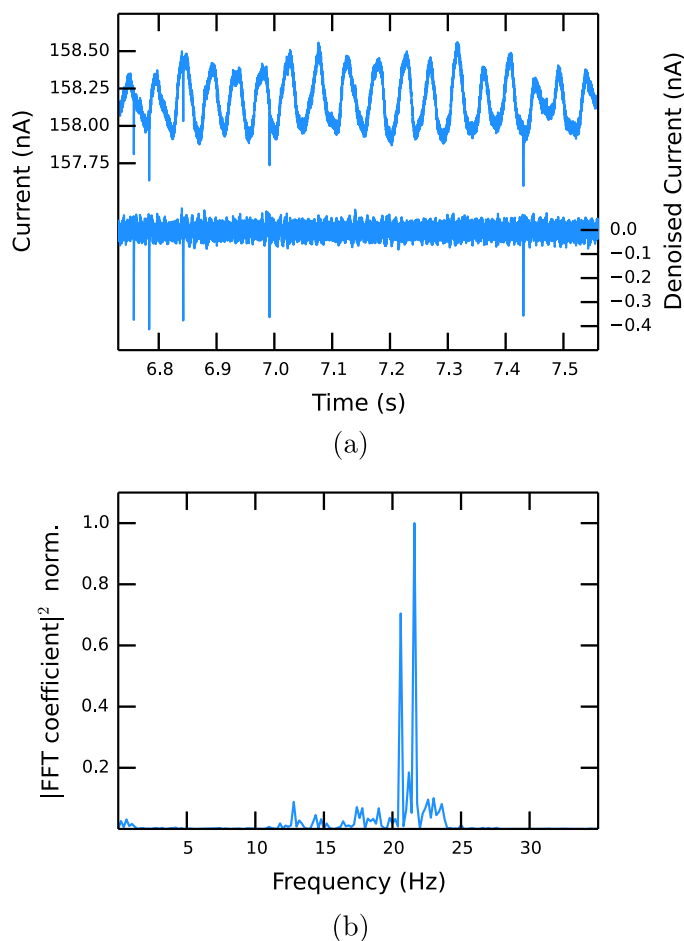 158.50
158.25
158.00
157.75
Current (nA)
0.0
−0.1
−0.2
−0.3
−0.4
Denoised Current (nA)
6.8 6.9 7.0 7.1 7.2 7.3 7.4 7.5
Time (s)
(a)
1.0
0.8
0.6
0.4
0.2
|FFT coefficient|² norm.
5 10 15 20 25 30
Frequency (Hz)
(b)